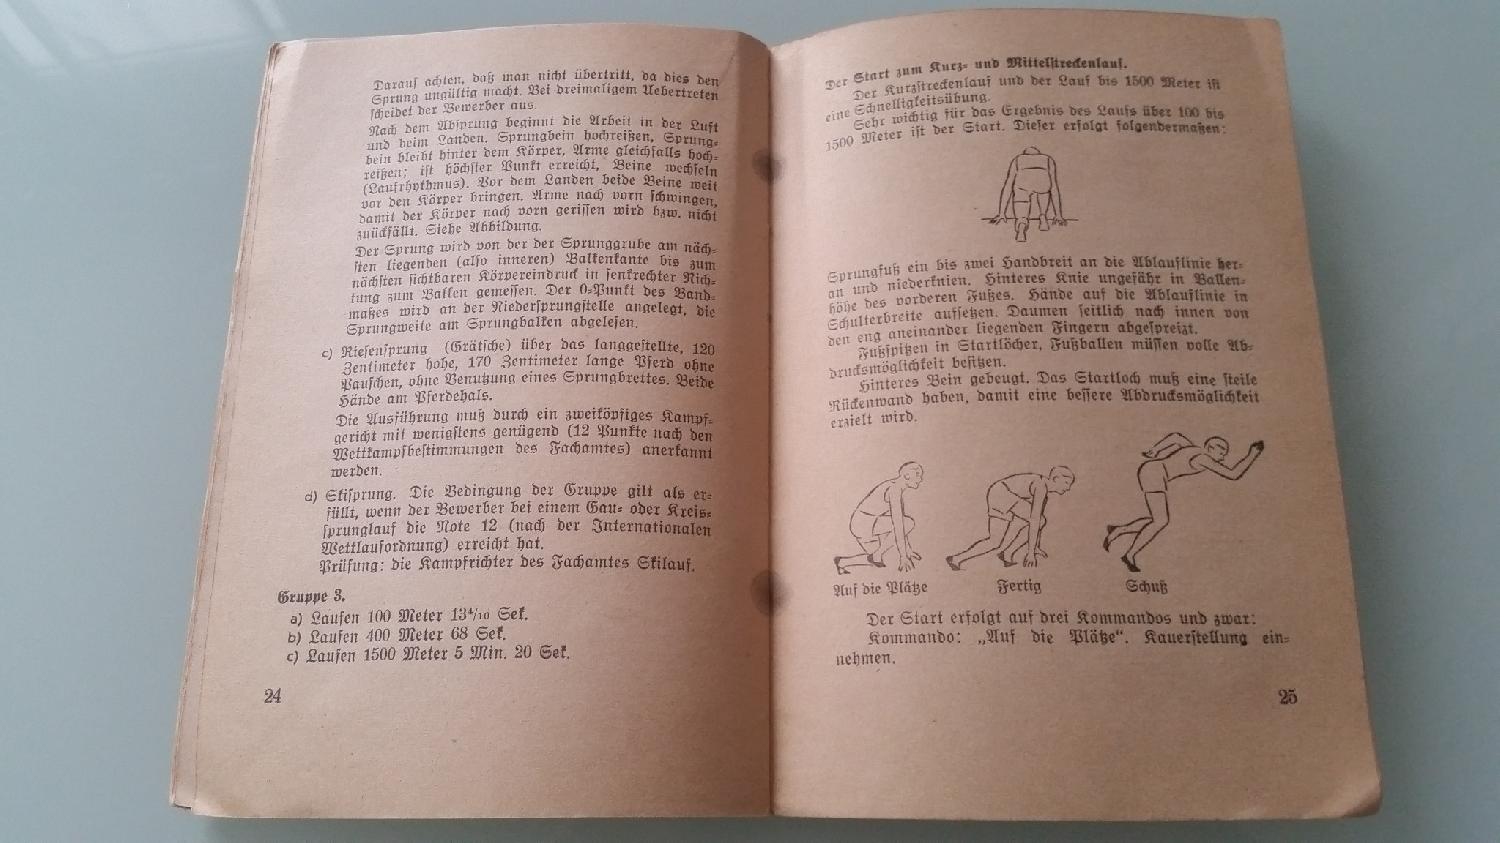 Darauf achten, daß man nicht übertritt, da dies den
Sprung ungültig macht. Bei dreimaligem Uebertreten
scheidet der Bewerber aus.
Nach dem Absprung beginnt die Arbeit in der Luft
und beim Landen. Sprungbein hochreißen, Sprung-
bein bleibt hinter dem Körper, Arme gleichfalls hoch-
reißen; ist höchster Punkt erreicht, Beine wechseln
(Laufrhythmus). Vor dem Landen beide Beine weit
vor den Körper bringen. Arme nach vorn schwingen,
damit der Körper nach vorn gerissen wird bzw. nicht
zuückfällt. Siehe Abbildung.
Der Sprung wird von der der Sprunggrube am näch-
sten liegenden (also inneren) Balkenkante bis zum
nächsten sichtbaren Körpereindruck in senkrechter Rich-
tung zum Balken gemessen. Der 0-Punkt des Band-
maßes wird an der Niedersprungstelle angelegt, die
Sprungweite am Sprungbalken abgelesen.
c) Riesensprung (Grätsche) über das langgestellte, 120
Zentimeter hohe, 170 Zentimeter lange Pferd ohne
Pauschen, ohne Benutzung eines Sprungbrettes. Beide
Hände am Pferdehals.
Die Ausführung muß durch ein zweiköpfiges Kampf-
gericht mit wenigstens genügend (12 Punkte nach den
Wettkampfbestimmungen des Fachamtes) anerkannt
werden.
d) Skisprung. Die Bedingung der Gruppe gilt als er-
füllt, wenn der Bewerber bei einem Gau- oder Kreis-
sprunglauf die Note 12 (nach der Internationalen
Wettlaufordnung) erreicht hat.
Prüfung: die Kampfrichter des Fachamtes Skilauf.
Gruppe 3.
a) Laufen 100 Meter 13⁴/₁₀ Sek.
b) Laufen 400 Meter 68 Sek.
c) Laufen 1500 Meter 5 Min. 20 Sek.
24
Der Start zum Kurz- und Mittelstreckenlauf.
Der Kurzstreckenlauf und der Lauf bis 1500 Meter ist
eine Schnelligkeitsübung.
Sehr wichtig für das Ergebnis des Laufs über 100 bis
1500 Meter ist der Start. Dieser erfolgt folgendermaßen:
Sprungfuß ein bis zwei Handbreit an die Ablauflinie her-
an und niederknien. Hinteres Knie ungefähr in Ballen-
höhe des vorderen Fußes. Hände auf die Ablauflinie in
Schulterbreite aufsetzen. Daumen seitlich nach innen von
den eng aneinander liegenden Fingern abgespreizt.
Fußspitzen in Startlöcher, Fußballen müssen volle Ab-
drucksmöglichkeit besitzen.
Hinteres Bein gebeugt. Das Startloch muß eine steile
Rückenwand haben, damit eine bessere Abdrucksmöglichkeit
erzielt wird.
Auf die Plätze
Fertig
Schuß
Der Start erfolgt auf drei Kommandos und zwar:
Kommando: „Auf die Plätze“. Kauerstellung ein-
nehmen.
25